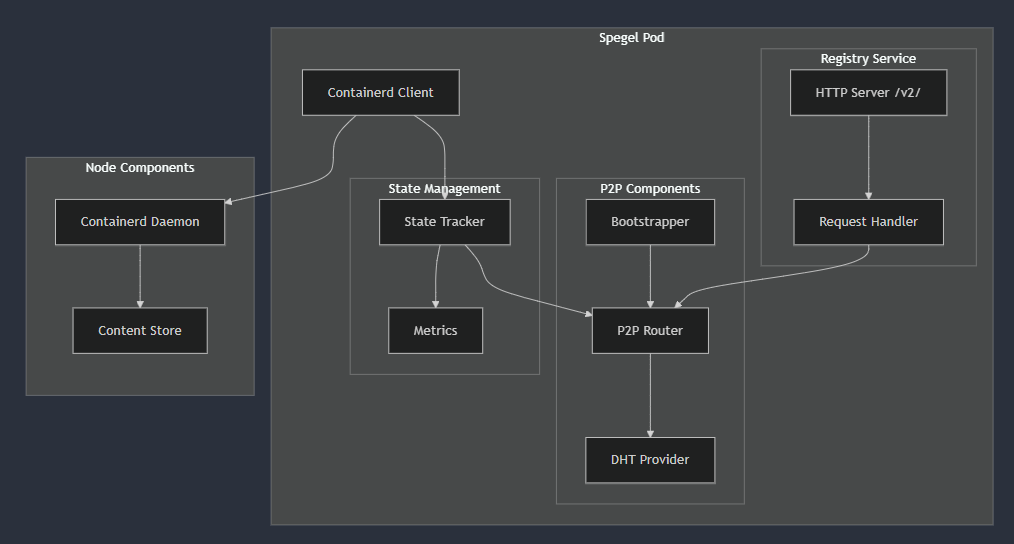 Spegel Pod
Registry Service
Containerd Client
HTTP Server /v2/
Node Components
State Management
P2P Components
Containerd Daemon
State Tracker
Bootstrapper
Request Handler
Content Store
Metrics
P2P Router
DHT Provider